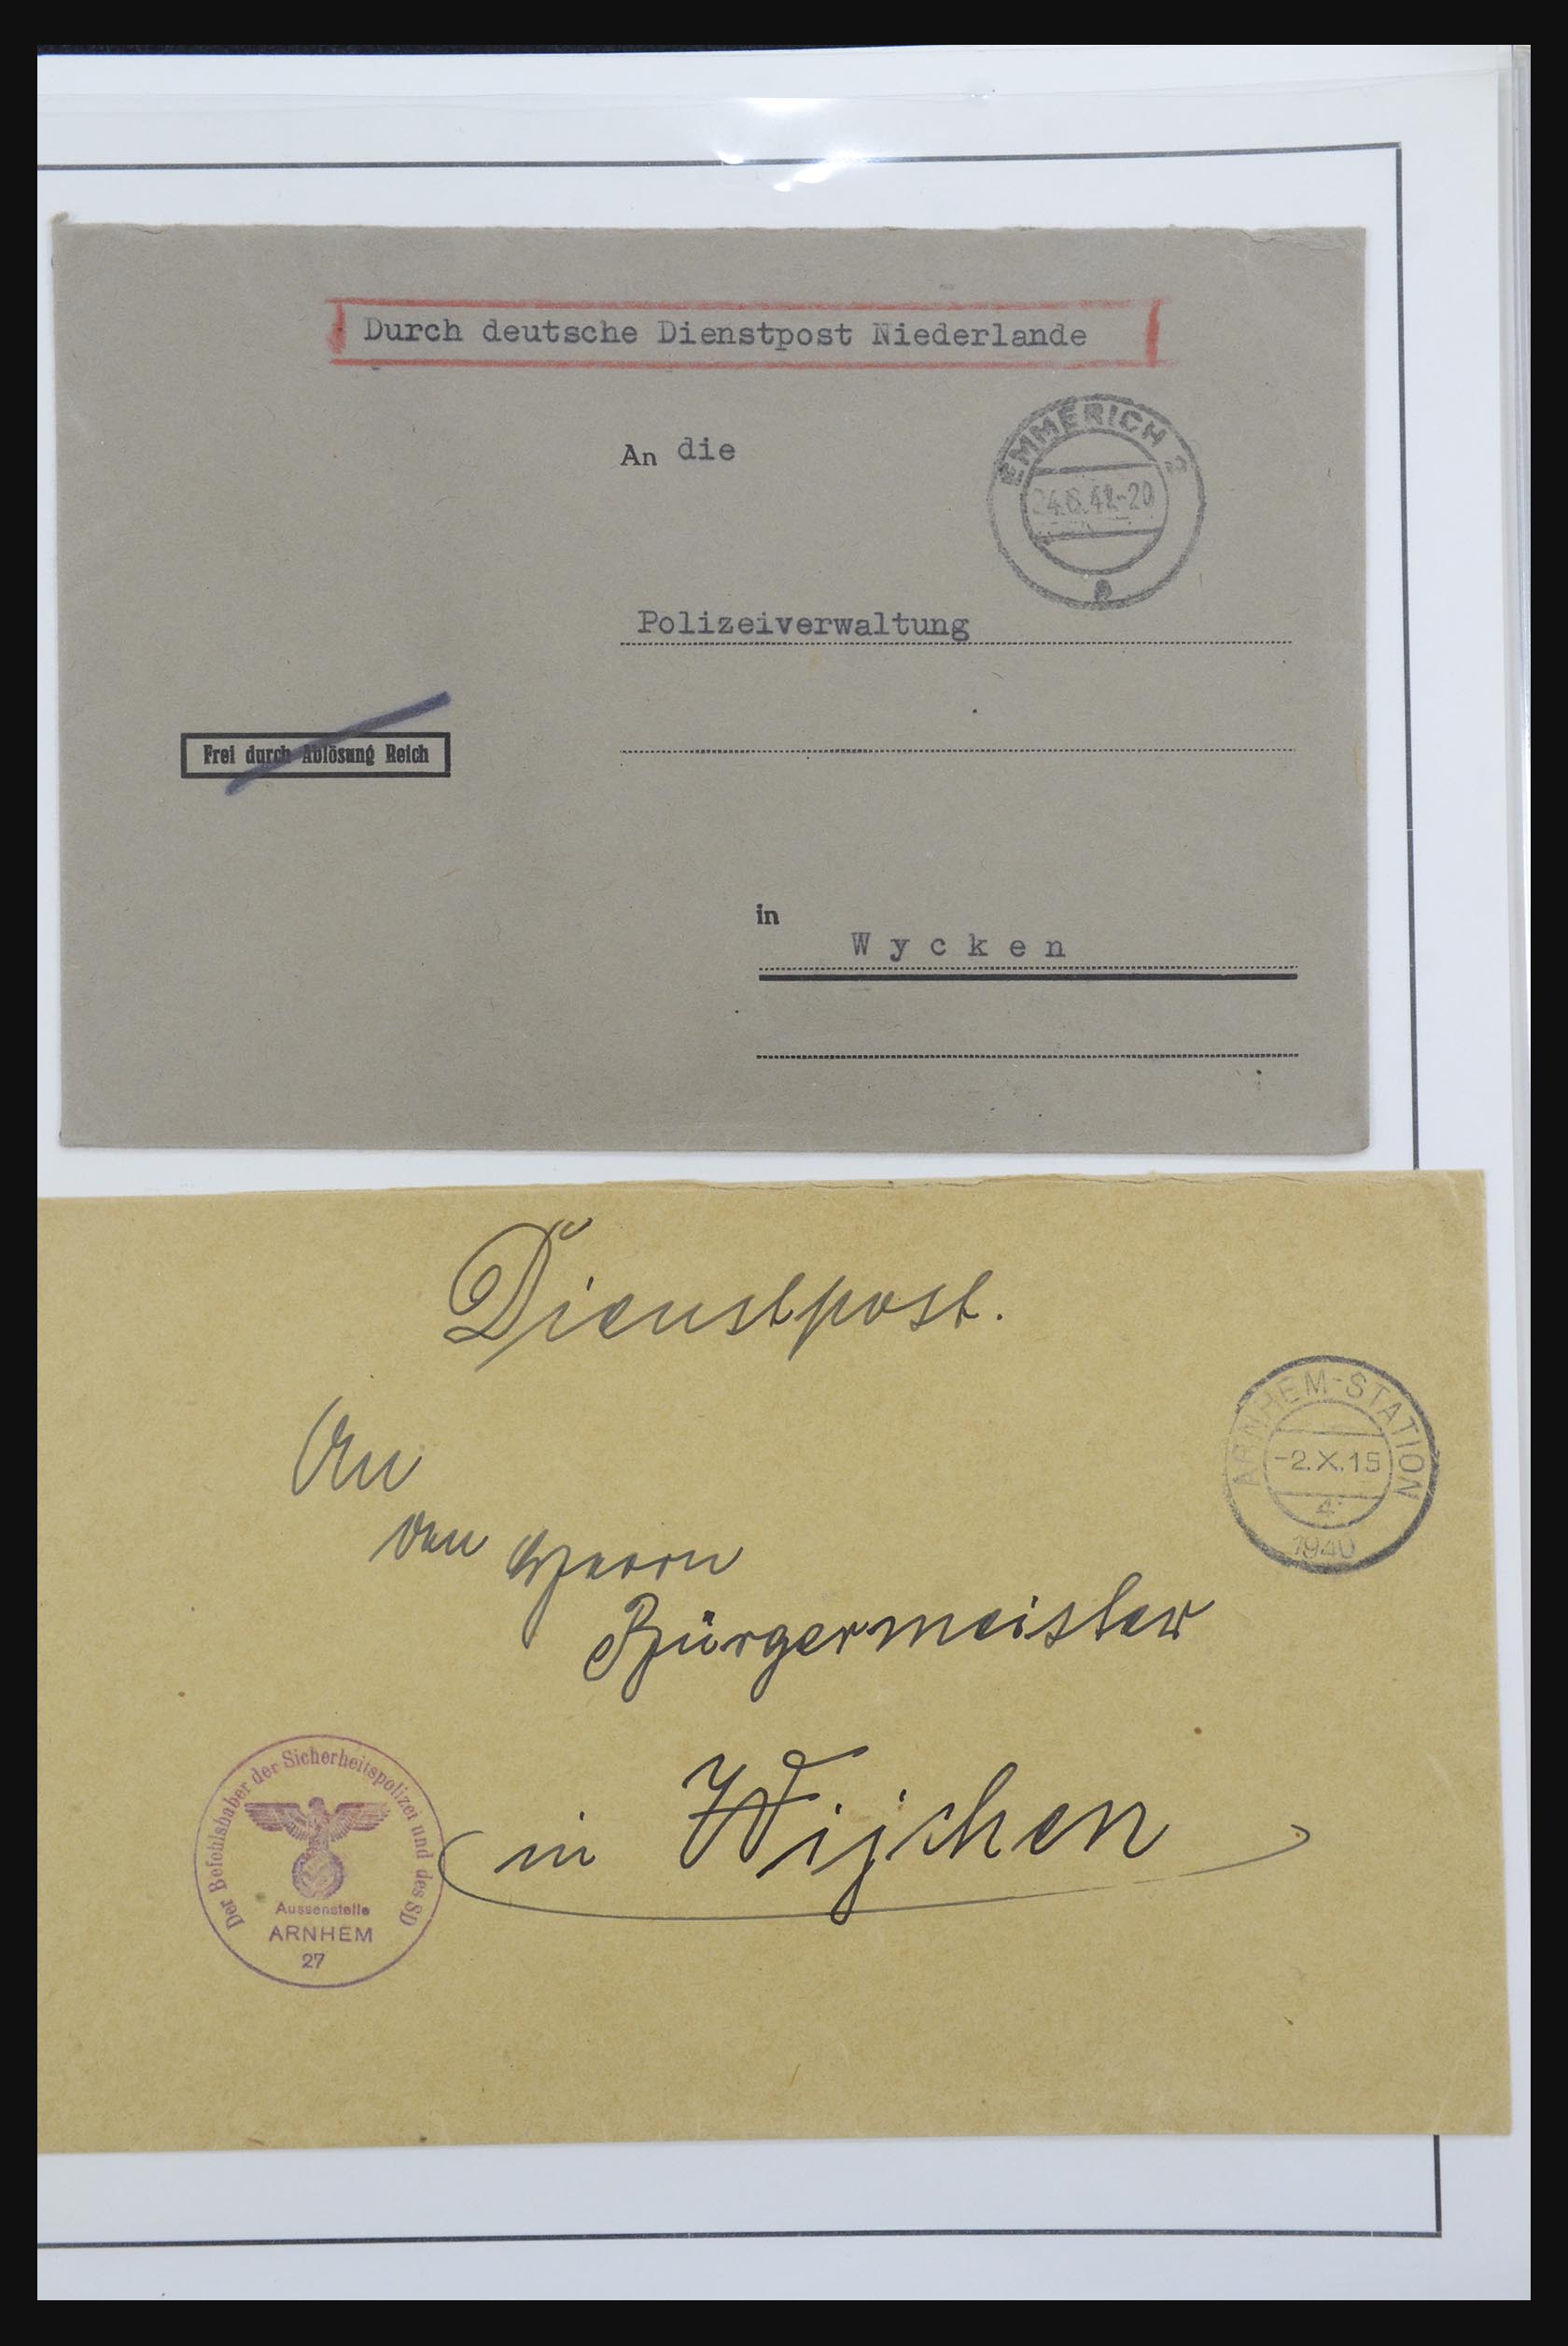 Durch deutsche Dienstpost Niederlande
An die
EMMERICH 2
24.6.41-20
Polizeiverwaltung
Frei durch Ablösung Reich
in
Wycken
Dienstpost.
An
den Herrn
Bürgermeister
in Wijchen
ARNHEM-STATION
-2.X.15
4
1940
Der Befehlshaber der Sicherheitspolizei und des SD
Aussenstelle
ARNHEM
27